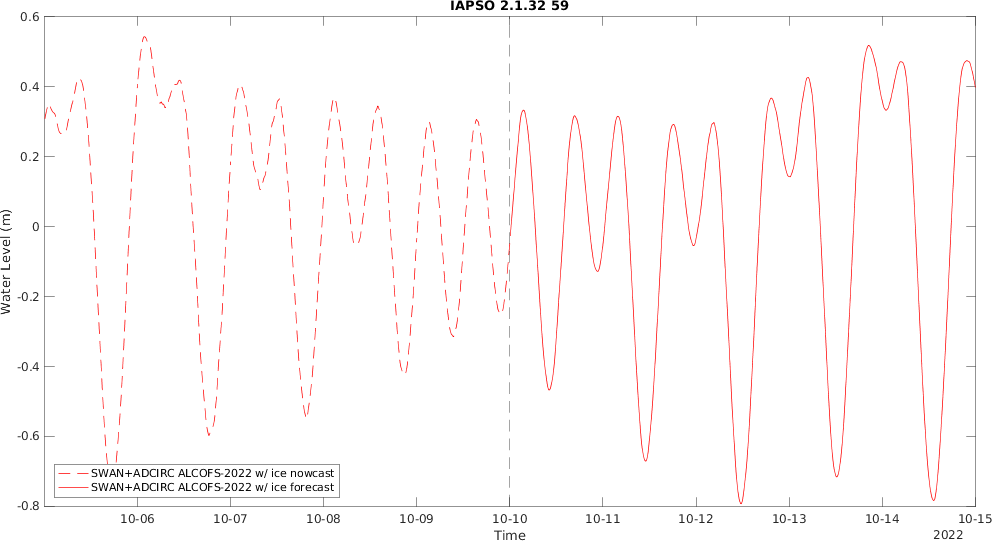 IAPSO 2.1.32 59
Water Level (m)
0.6
0.4
0.2
0
-0.2
-0.4
-0.6
-0.8
SWAN+ADCIRC ALCOFS-2022 w/ ice nowcast
SWAN+ADCIRC ALCOFS-2022 w/ ice forecast
10-06 10-07 10-08 10-09 10-10 10-11 10-12 10-13 10-14 10-15
Time
2022